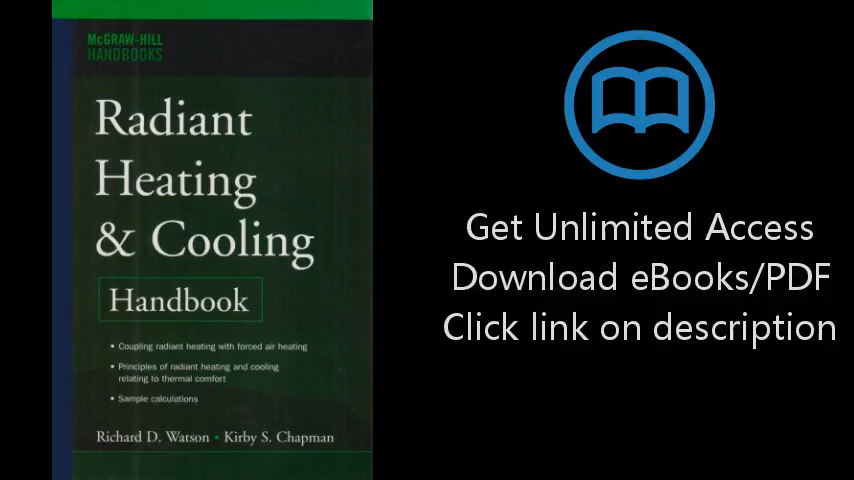 McGRAW-HILL
HANDBOOKS
Radiant
Heating
& Cooling
Handbook
• Coupling radiant heating with forced air heating
• Principles of radiant heating and cooling
relating to thermal comfort
• Sample calculations
Richard D. Watson • Kirby S. Chapman
Get Unlimited Access
Download eBooks/PDF
Click link on description